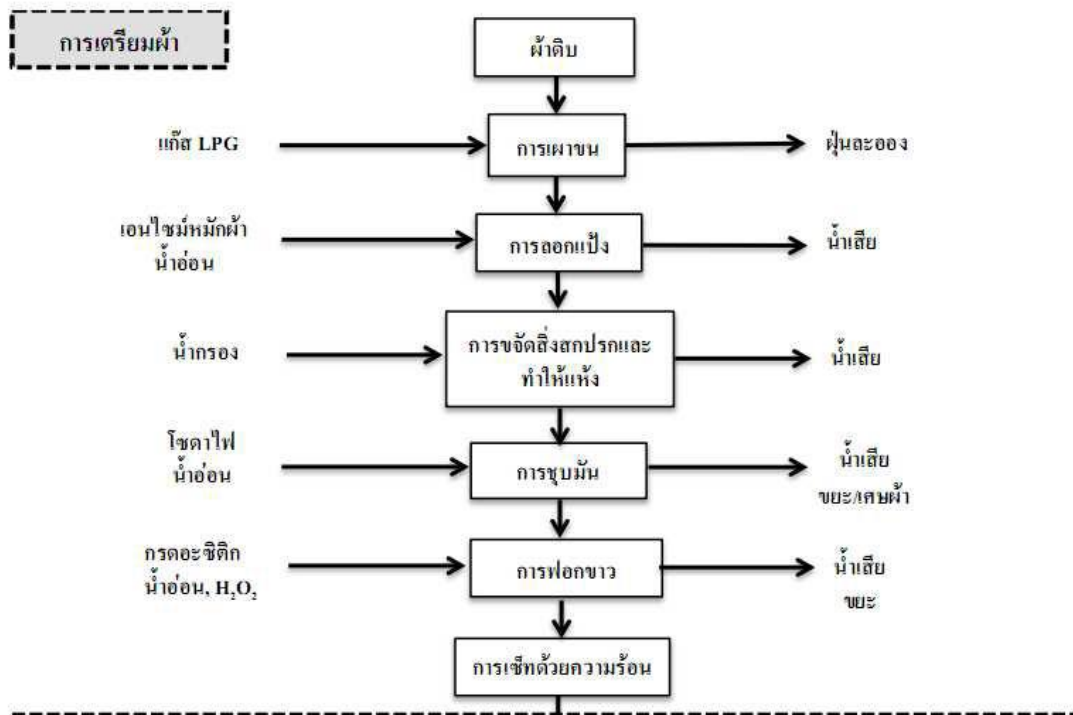 การเตรียมผ้า
ผ้าดิบ
แก๊ส LPG
การเผาขน
ฝุ่นละออง
เอนไซม์หมักผ้า
น้ำอ่อน
การลอกแป้ง
น้ำเสีย
น้ำกรอง
การขจัดสิ่งสกปรกและ
ทำให้แห้ง
น้ำเสีย
โซดาไฟ
น้ำอ่อน
การชุบมัน
น้ำเสีย
ขยะ/เศษผ้า
กรดอะซิติก
น้ำอ่อน, H₂O₂
การฟอกขาว
น้ำเสีย
ขยะ
การเซ็ทด้วยความร้อน